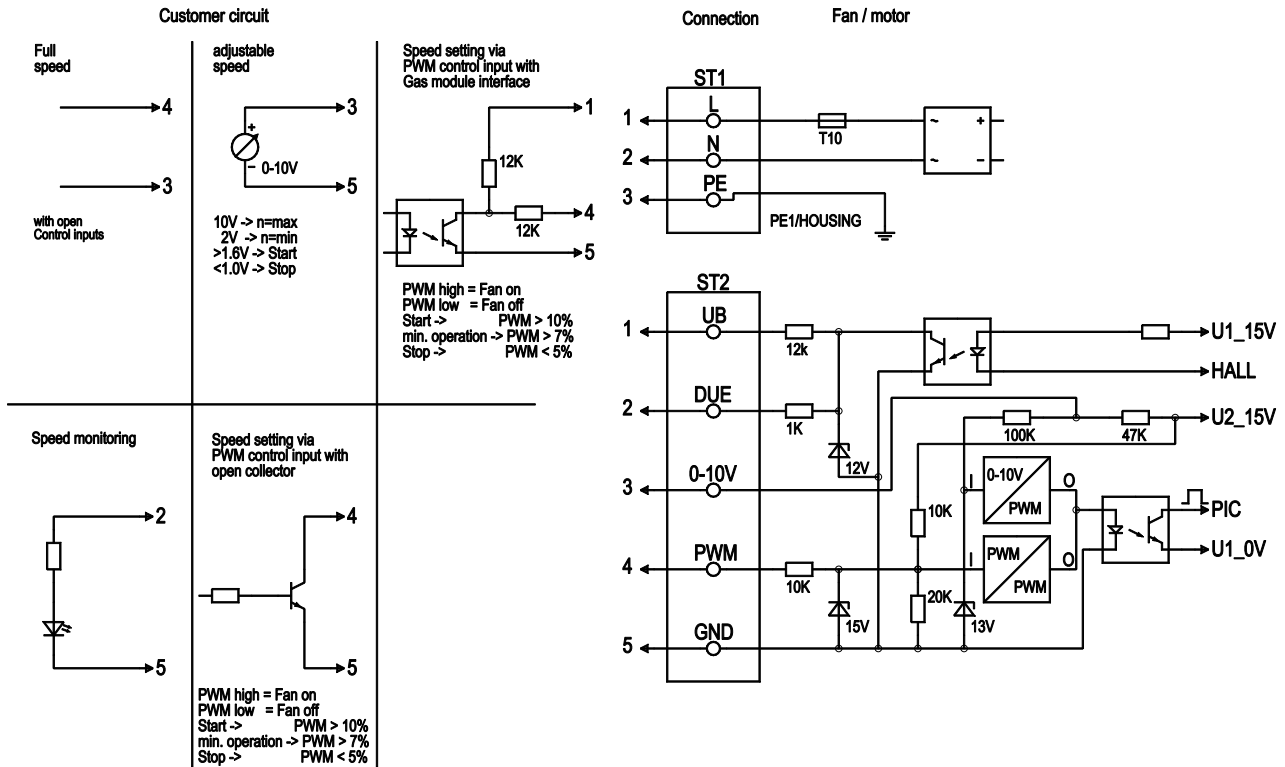 Customer circuit
Connection
Fan / motor
Full
speed
4
3
with open
Control inputs
adjustable
speed
3
+
−
0-10V
5
10V -> n=max
2V -> n=min
>1.6V -> Start
<1.0V -> Stop
Speed setting via
PWM control input with
Gas module interface
1
12K
4
12K
5
PWM high = Fan on
PWM low = Fan off
Start -> PWM > 10%
min. operation -> PWM > 7%
Stop -> PWM < 5%
Speed monitoring
2
5
Speed setting via
PWM control input with
open collector
4
5
PWM high = Fan on
PWM low = Fan off
Start -> PWM > 10%
min. operation -> PWM > 7%
Stop -> PWM < 5%
ST1
1
L
T10
~ +
2
N
~ −
3
PE
PE1/HOUSING
ST2
1
UB
12k
U1_15V
HALL
2
DUE
1K
12V
100K
47K
U2_15V
3
0-10V
I
0-10V
PWM
O
10K
PIC
U1_0V
4
PWM
10K
I
PWM
PWM
O
15V
20K
13V
5
GND